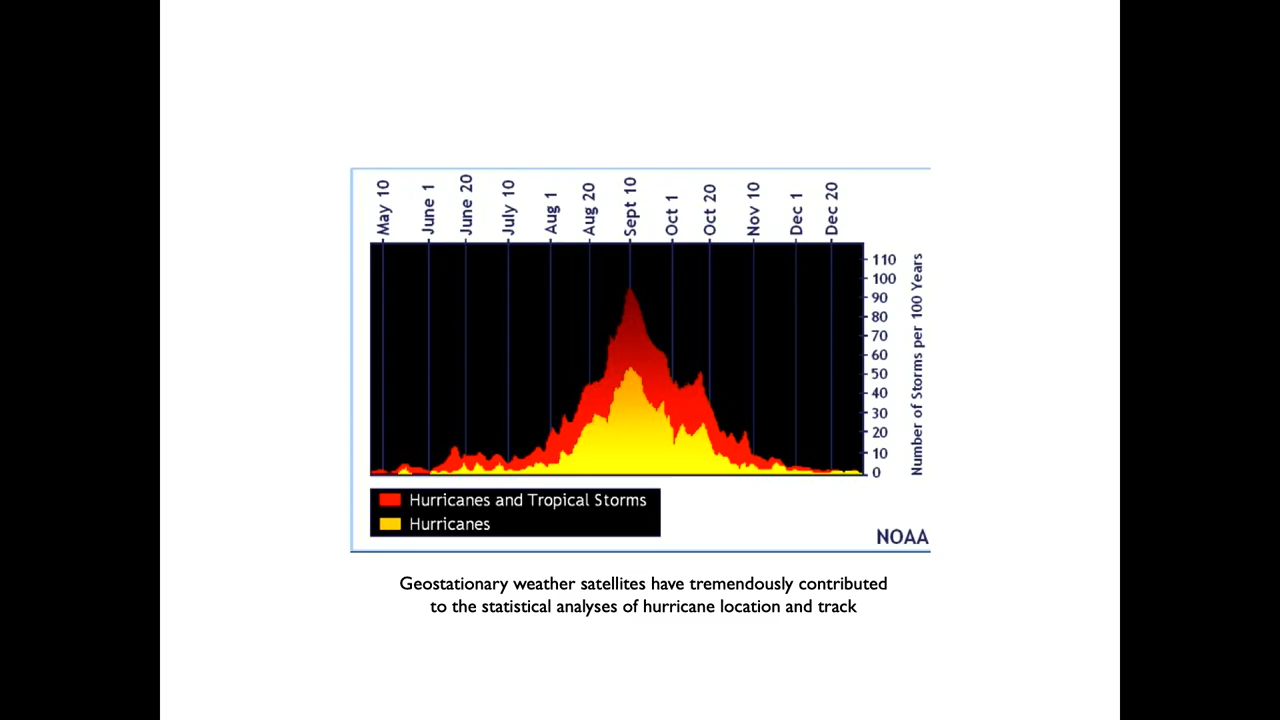 May 10
June 1
June 20
July 10
Aug 1
Aug 20
Sept 10
Oct 1
Oct 20
Nov 10
Dec 1
Dec 20
110
100
90
80
70
60
50
40
30
20
10
0
Number of Storms per 100 Years
Hurricanes and Tropical Storms
Hurricanes
NOAA
Geostationary weather satellites have tremendously contributed
to the statistical analyses of hurricane location and track